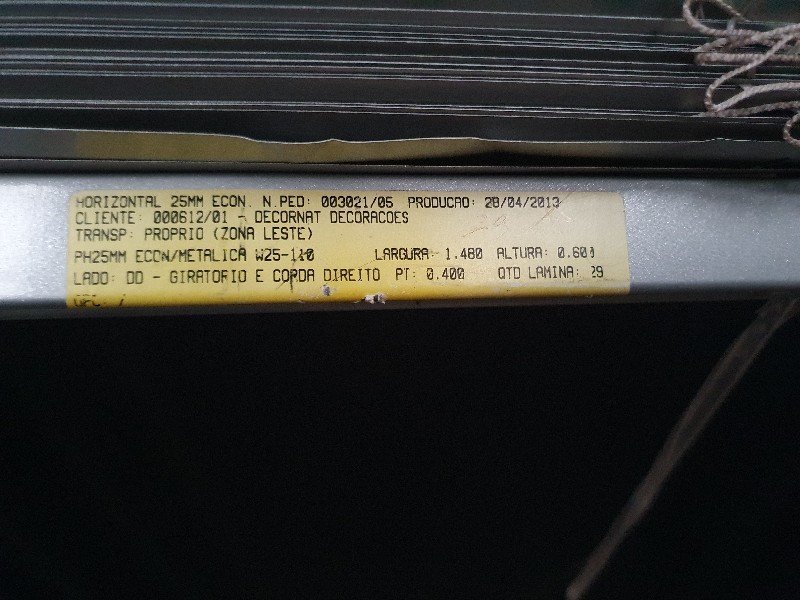 HORIZONTAL 25MM ECON. N.PED: 003021/05 PRODUCAO: 28/04/2013
CLIENTE: 000612/01 - DECORNAT DECORACOES
TRANSP: PROPRIO (ZONA LESTE)
PH25MM ECON/METALICA W25-110 LARGURA: 1.480 ALTURA: 0.600
LADO: DD - GIRATORIO E CORDA DIREITO PT: 0.400 QTD LAMINA: 29